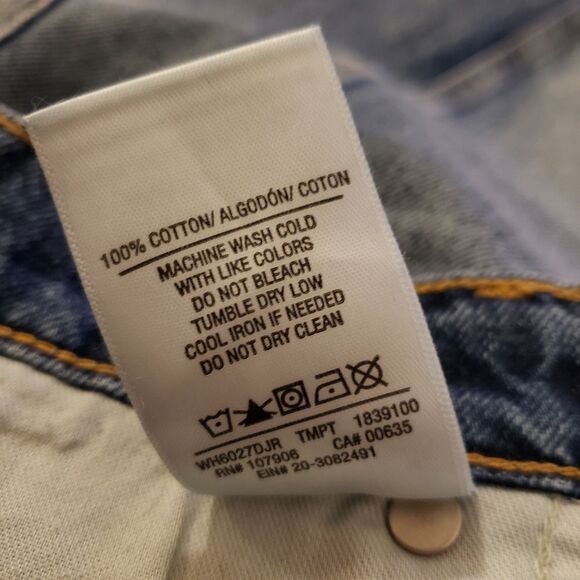 100% COTTON/ ALGODÓN/ COTON
MACHINE WASH COLD
WITH LIKE COLORS
DO NOT BLEACH
TUMBLE DRY LOW
COOL IRON IF NEEDED
DO NOT DRY CLEAN
WH6027DJR TMPT 1839100
RN# 107906 CA# 00635
EIN# 20-3082491